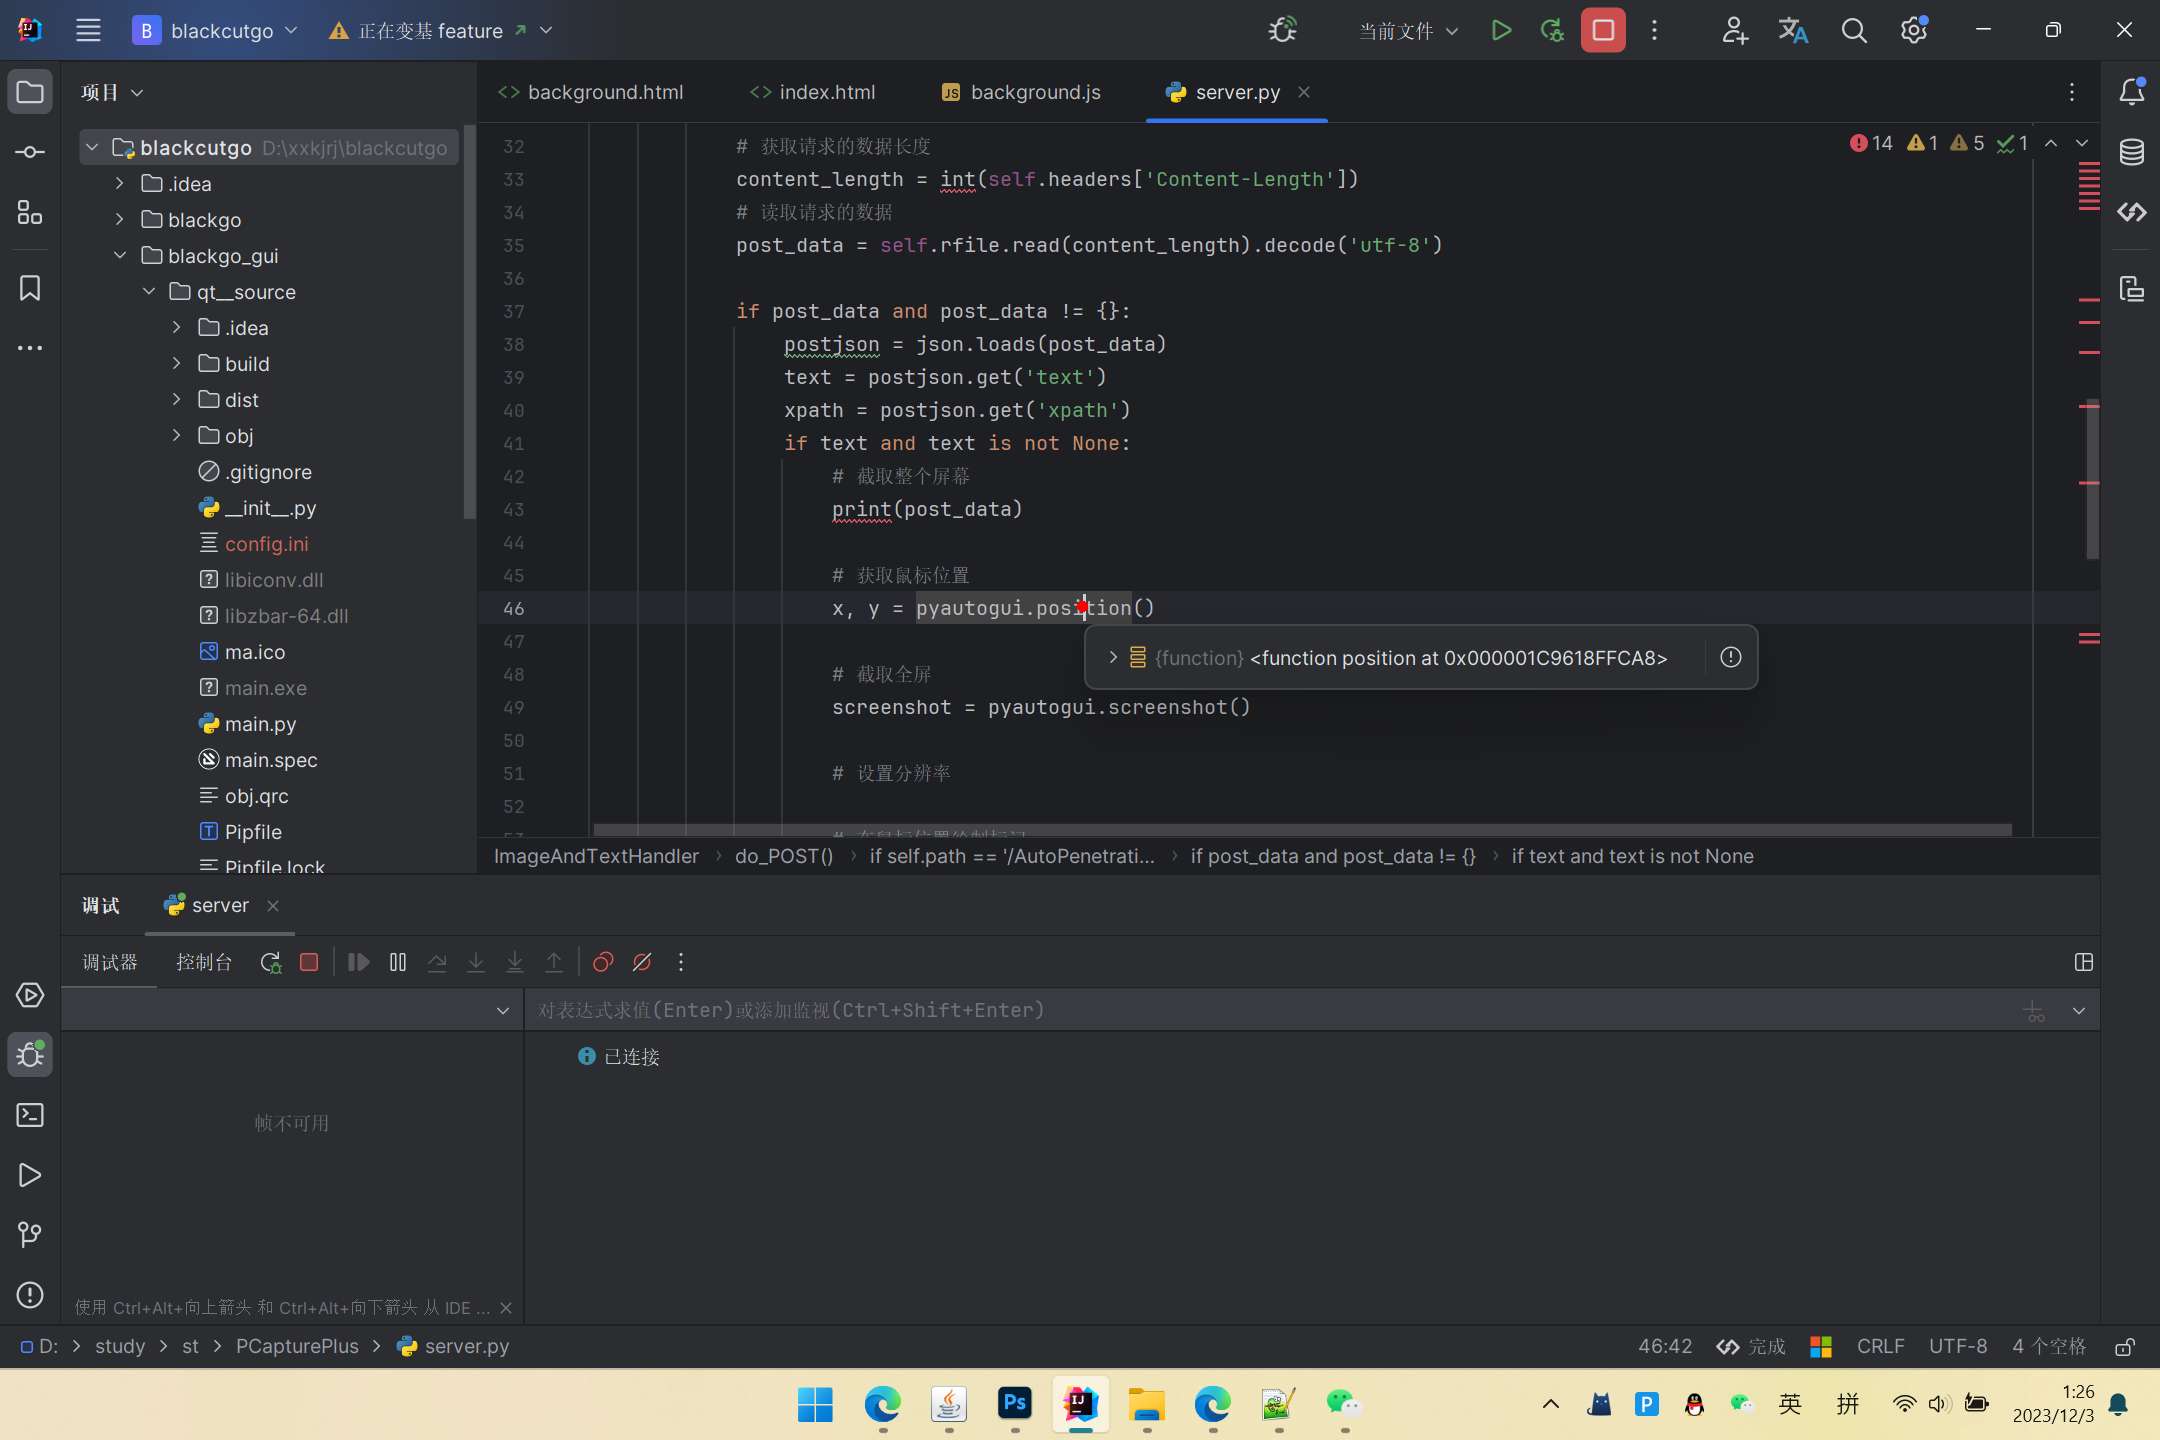 B blackcutgo 正在变基 feature 当前文件
项目
background.html index.html JS background.js server.py
blackcutgo D:\xxkjrj\blackcutgo
.idea
blackgo
blackgo_gui
qt__source
.idea
build
dist
obj
.gitignore
__init__.py
config.ini
libiconv.dll
libzbar-64.dll
ma.ico
main.exe
main.py
main.spec
obj.qrc
Pipfile
Pipfile.lock
14 1 5 1
32 # 获取请求的数据长度
33 content_length = int(self.headers['Content-Length'])
34 # 读取请求的数据
35 post_data = self.rfile.read(content_length).decode('utf-8')
36
37 if post_data and post_data != {}:
38 postjson = json.loads(post_data)
39 text = postjson.get('text')
40 xpath = postjson.get('xpath')
41 if text and text is not None:
42 # 截取整个屏幕
43 print(post_data)
44
45 # 获取鼠标位置
46 x, y = pyautogui.position()
47
{function} <function position at 0x000001C9618FFCA8>
48 # 截取全屏
49 screenshot = pyautogui.screenshot()
50
51 # 设置分辨率
52
53 # 在鼠标位置绘制标记
ImageAndTextHandler › do_POST() › if self.path == '/AutoPenetrati... › if post_data and post_data != {} › if text and text is not None
调试 server
调试器 控制台
对表达式求值(Enter)或添加监视(Ctrl+Shift+Enter)
已连接
帧不可用
使用 Ctrl+Alt+向上箭头 和 Ctrl+Alt+向下箭头 从 IDE ...
D: > study > st > PCapturePlus > server.py
46:42 完成 CRLF UTF-8 4 个空格
Ps IJ P 英 拼 1:26
2023/12/3